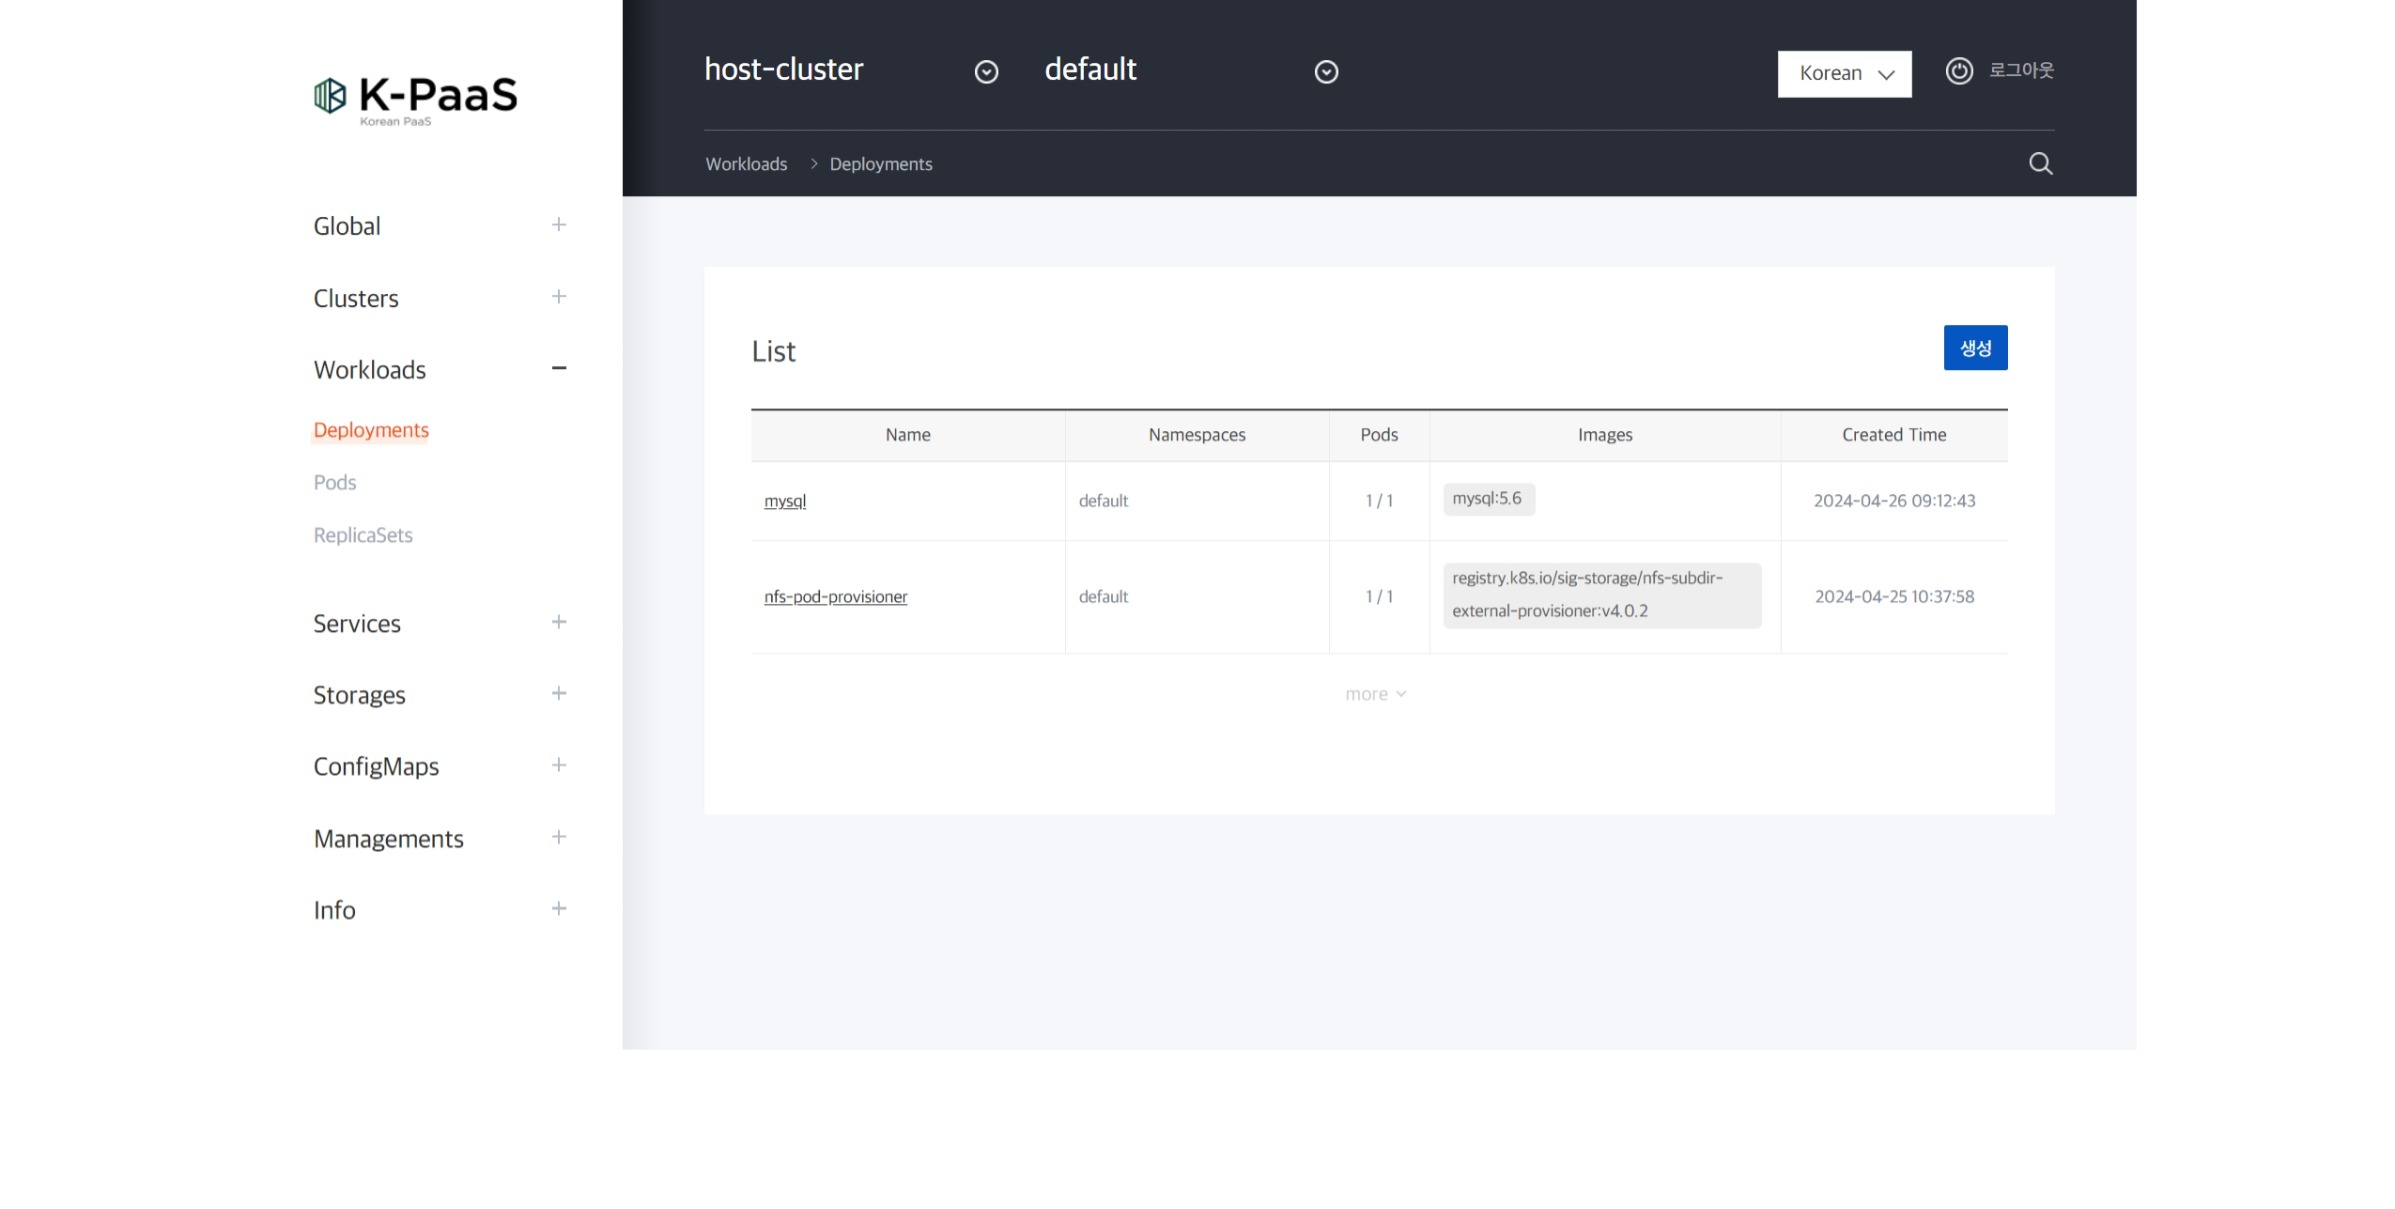 K-PaaS
Korean PaaS
Global
Clusters
Workloads
Deployments
Pods
ReplicaSets
Services
Storages
ConfigMaps
Managements
Info
host-cluster default Korean 로그아웃
Workloads > Deployments
List 생성
Name Namespaces Pods Images Created Time
mysql default 1 / 1 mysql:5.6 2024-04-26 09:12:43
nfs-pod-provisioner default 1 / 1 registry.k8s.io/sig-storage/nfs-subdir-
external-provisioner:v4.0.2 2024-04-25 10:37:58
more